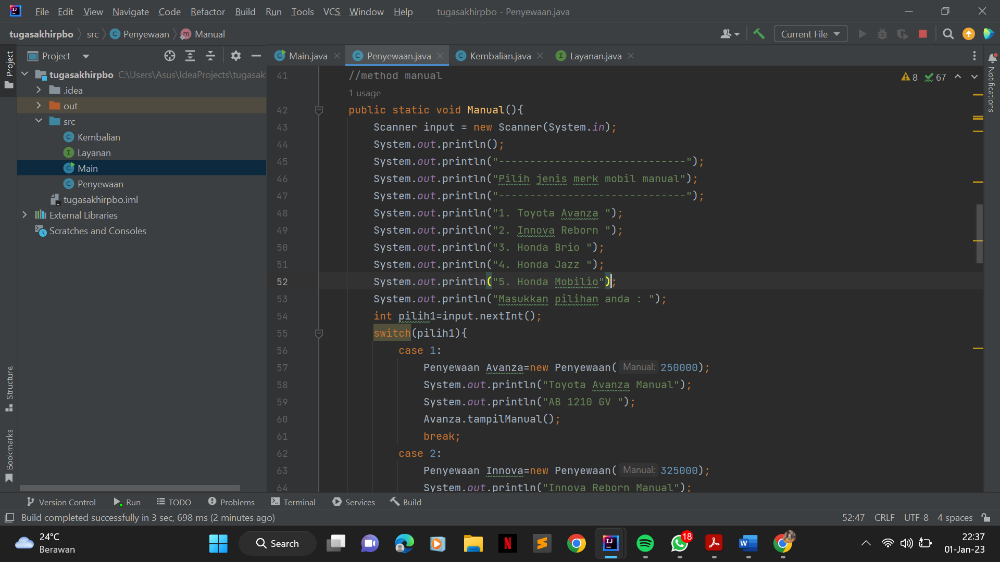 File Edit View Navigate Code Refactor Build Run Tools VCS Window Help tugasakhirpbo - Penyewaan.java
tugasakhirpbo src Penyewaan Manual Current File
Project Main.java Penyewaan.java Kembalian.java Layanan.java
Project
tugasakhirpbo C:\Users\Asus\IdeaProjects\tugasakl
.idea
out
src
Kembalian
Layanan
Main
Penyewaan
tugasakhirpbo.iml
External Libraries
Scratches and Consoles
Structure
Bookmarks
8 67
Notifications
41 //method manual
1 usage
42 public static void Manual(){
43 Scanner input = new Scanner(System.in);
44 System.out.println();
45 System.out.println("------------------------------");
46 System.out.println("Pilih jenis merk mobil manual");
47 System.out.println("------------------------------");
48 System.out.println("1. Toyota Avanza ");
49 System.out.println("2. Innova Reborn ");
50 System.out.println("3. Honda Brio ");
51 System.out.println("4. Honda Jazz ");
52 System.out.println("5. Honda Mobilio");
53 System.out.println("Masukkan pilihan anda : ");
54 int pilih1=input.nextInt();
55 switch(pilih1){
56 case 1:
57 Penyewaan Avanza=new Penyewaan( Manual: 250000);
58 System.out.println("Toyota Avanza Manual");
59 System.out.println("AB 1210 GV ");
60 Avanza.tampilManual();
61 break;
62 case 2:
63 Penyewaan Innova=new Penyewaan( Manual: 325000);
64 System.out.println("Innova Reborn Manual");
Version Control Run TODO Problems Terminal Services Build
Build completed successfully in 3 sec, 698 ms (2 minutes ago) 52:47 CRLF UTF-8 4 spaces
24°C
Berawan
Search
18
22:37
01-Jan-23